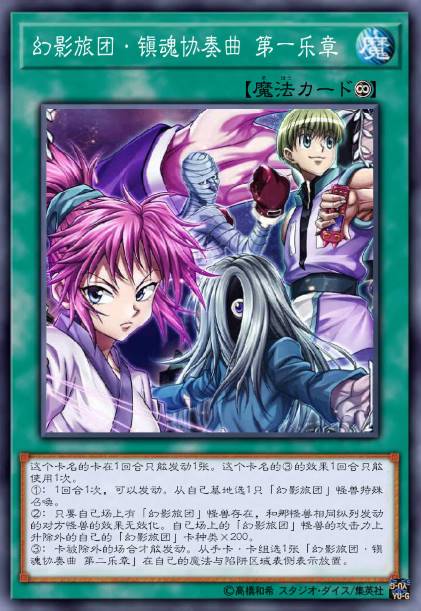 幻影旅团·镇魂协奏曲 第一乐章
魔
【魔法カード】
这个卡名的卡在1回合只能发动1张。这个卡名的③的效果1回合只能
使用1次。
①：1回合1次，可以发动。从自己墓地选1只「幻影旅团」怪兽特殊
召唤。
②：只要自己场上有「幻影旅团」怪兽存在，和那怪兽相同纵列发动
的对方怪兽的效果无效化。自己场上的「幻影旅团」怪兽的攻击力上
升除外的自己的「幻影旅团」卡种类×200。
③：卡被除外的场合才能发动。从手卡·卡组选1张「幻影旅团·镇
魂协奏曲 第二乐章」在自己的魔法与陷阱区域表侧表示放置。
©高橋和希 スタジオ・ダイス/集英社